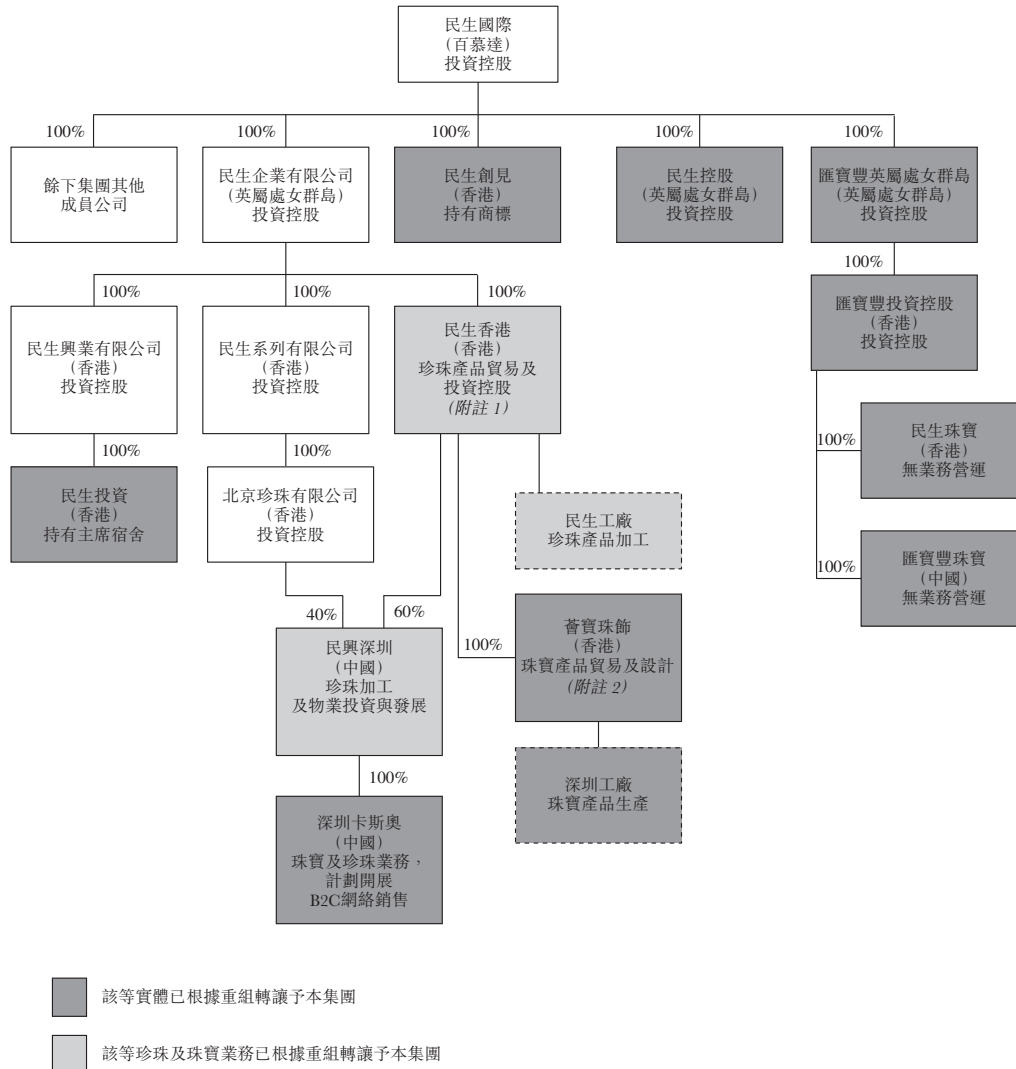 民生國際
(百慕達)
投資控股
100%
100%
100%
100%
100%
餘下集團其他
成員公司
民生企業有限公司
(英屬處女群島)
投資控股
民生創見
(香港)
持有商標
民生控股
(英屬處女群島)
投資控股
匯寶豐英屬處女群島
(英屬處女群島)
投資控股
100%
100%
100%
100%
民生興業有限公司
(香港)
投資控股
民生系列有限公司
(香港)
投資控股
民生香港
(香港)
珍珠產品貿易及
投資控股
(附註 1)
匯寶豐投資控股
(香港)
投資控股
100%
100%
100%
民生投資
(香港)
持有主席宿舍
北京珍珠有限公司
(香港)
投資控股
民生工廠
珍珠產品加工
民生珠寶
(香港)
無業務營運
100%
匯寶豐珠寶
(中國)
無業務營運
40%
60%
100%
民興深圳
(中國)
珍珠加工
及物業投資與發展
薈寶珠飾
(香港)
珠寶產品貿易及設計
(附註 2)
100%
深圳卡斯奧
(中國)
珠寶及珍珠業務，
計劃開展
B2C網絡銷售
深圳工廠
珠寶產品生產
該等實體已根據重組轉讓予本集團
該等珍珠及珠寶業務已根據重組轉讓予本集團